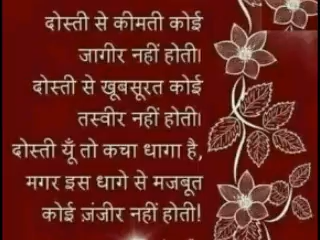 दोस्ती से कीमती कोई
जागीर नहीं होती।
दोस्ती से खूबसूरत कोई
तस्वीर नहीं होती।
दोस्ती यूँ तो कचा धागा है,
मगर इस धागे से मजबूत
कोई ज़ंजीर नहीं होती!